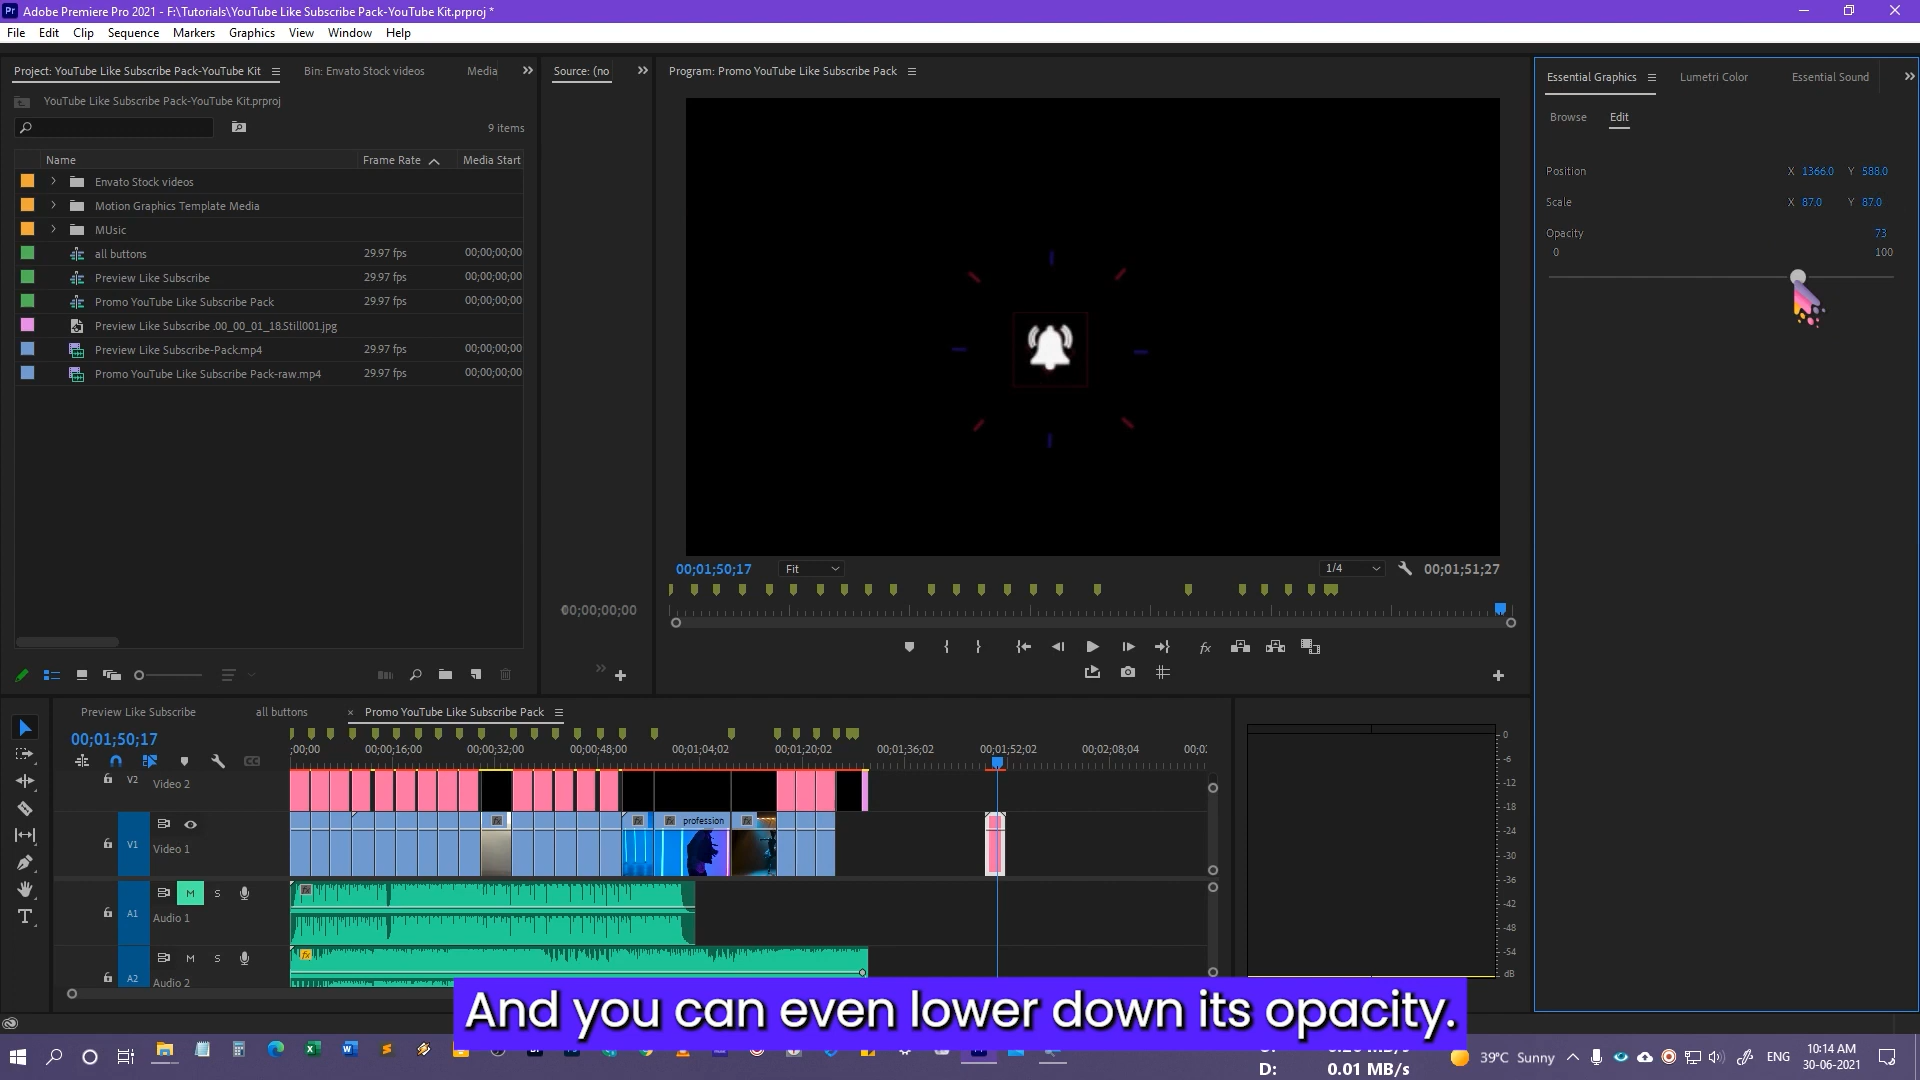 Adobe Premiere Pro 2021 - F:\Tutorials\YouTube Like Subscribe Pack-YouTube Kit.prproj *
File Edit Clip Sequence Markers Graphics View Window Help
Project: YouTube Like Subscribe Pack-YouTube Kit
Bin: Envato Stock videos
Media
Source: (no
Program: Promo YouTube Like Subscribe Pack
Essential Graphics
Lumetri Color
Essential Sound
YouTube Like Subscribe Pack-YouTube Kit.prproj
9 items
Browse
Edit
Name Frame Rate Media Start
Envato Stock videos
Motion Graphics Template Media
MUsic
all buttons 29.97 fps 00;00;00;00
Preview Like Subscribe 29.97 fps 00;00;00;00
Promo YouTube Like Subscribe Pack 29.97 fps 00;00;00;00
Preview Like Subscribe .00_00_01_18.Still001.jpg
Preview Like Subscribe-Pack.mp4 29.97 fps 00;00;00;00
Promo YouTube Like Subscribe Pack-raw.mp4 29.97 fps 00;00;00;00
Position X 1366.0 Y 588.0
Scale X 87.0 Y 87.0
Opacity 73
0 100
00;01;50;17
Fit
1/4
00;01;51;27
00;00;00;00
Preview Like Subscribe
all buttons
Promo YouTube Like Subscribe Pack
00;01;50;17
;00;00 00;00;16;00 00;00;32;00 00;00;48;00 00;01;04;02 00;01;20;02 00;01;36;02 00;01;52;02 00;02;08;04 00;0
V2 Video 2
V1 Video 1
fx fx fx profession fx
A1 M S Audio 1
A2 M S Audio 2
0
-6
-12
-18
-24
-30
-36
-42
-48
-54
dB
And you can even lower down its opacity.
D: 0.01 MB/s
39°C Sunny
ENG
10:14 AM
30-06-2021